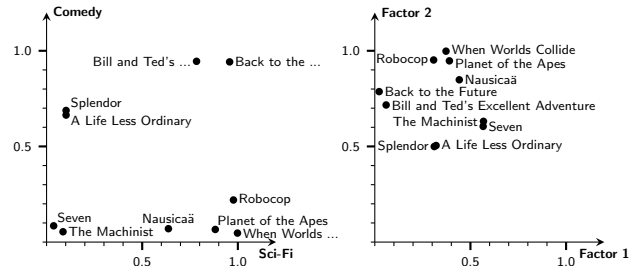 Comedy
1.0
Bill and Ted's ...
Back to the ...
Splendor
A Life Less Ordinary
0.5
Robocop
Seven
The Machinist
Nausicaä
Planet of the Apes
When Worlds ...
0.5
1.0
Sci-Fi
Factor 2
1.0
When Worlds Collide
Robocop
Planet of the Apes
Nausicaä
Back to the Future
Bill and Ted's Excellent Adventure
The Machinist
Seven
0.5
Splendor
A Life Less Ordinary
0.5
1.0
Factor 1